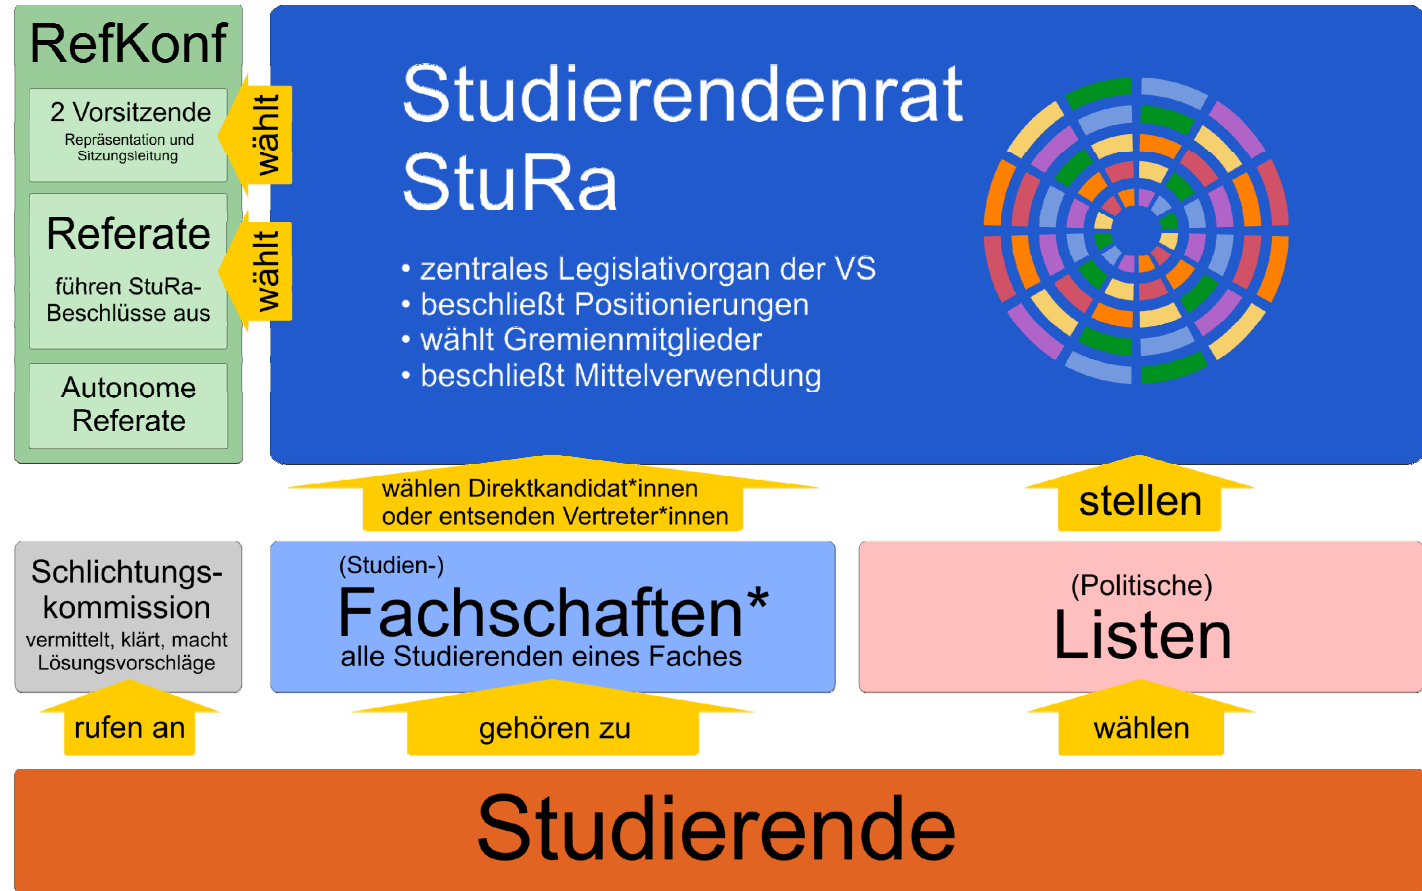 RefKonf
2 Vorsitzende
Repräsentation und
Sitzungsleitung
wählt
Referate
führen StuRa-
Beschlüsse aus
wählt
Autonome
Referate
Studierendenrat
StuRa
• zentrales Legislativorgan der VS
• beschließt Positionierungen
• wählt Gremienmitglieder
• beschließt Mittelverwendung
wählen Direktkandidat*innen
oder entsenden Vertreter*innen
stellen
Schlichtungs-
kommission
vermittelt, klärt, macht
Lösungsvorschläge
(Studien-)
Fachschaften*
alle Studierenden eines Faches
(Politische)
Listen
rufen an
gehören zu
wählen
Studierende